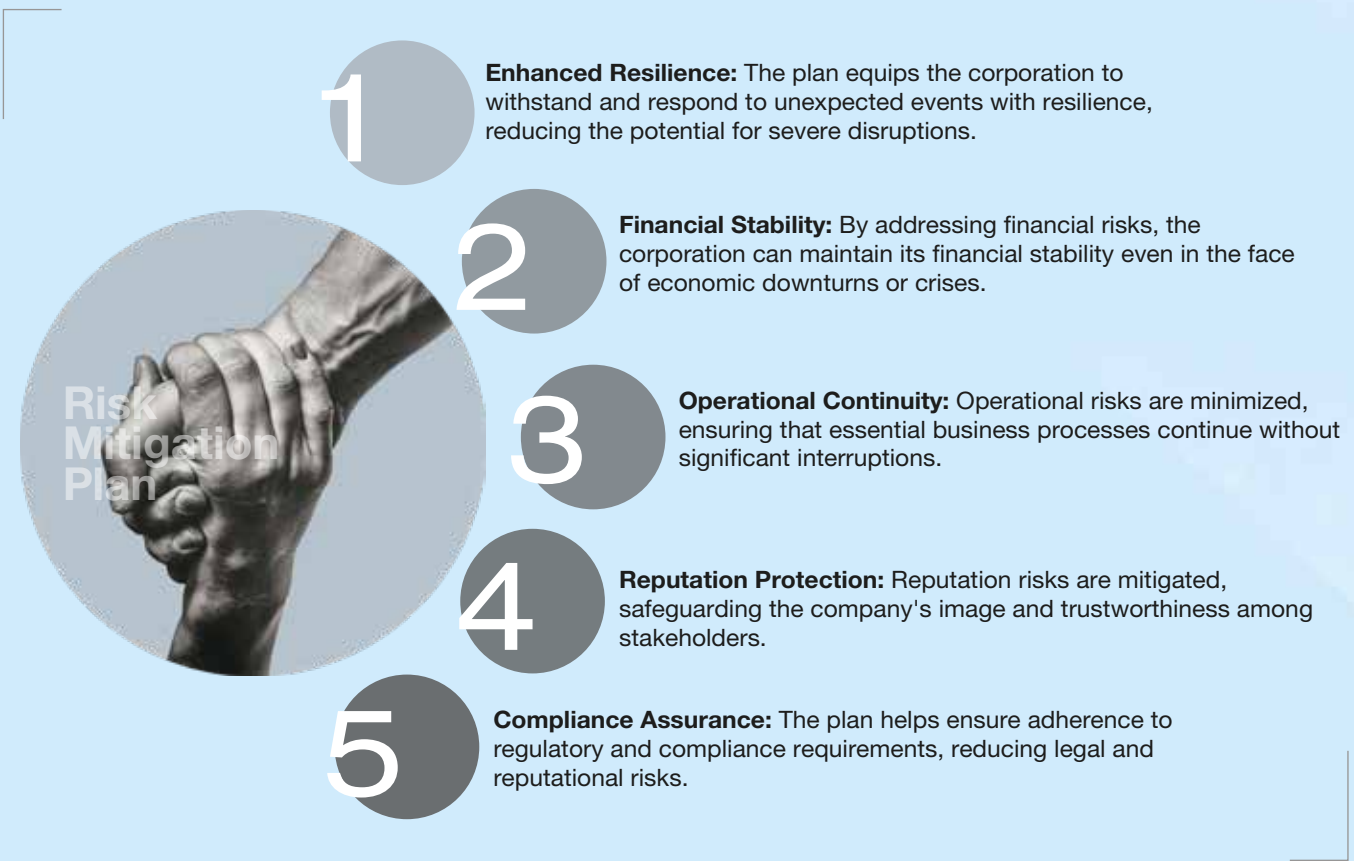 1
Enhanced Resilience: The plan equips the corporation to
withstand and respond to unexpected events with resilience,
reducing the potential for severe disruptions.
2
Financial Stability: By addressing financial risks, the
corporation can maintain its financial stability even in the face
of economic downturns or crises.
Risk
Mitigation
Plan
3
Operational Continuity: Operational risks are minimized,
ensuring that essential business processes continue without
significant interruptions.
4
Reputation Protection: Reputation risks are mitigated,
safeguarding the company's image and trustworthiness among
stakeholders.
5
Compliance Assurance: The plan helps ensure adherence to
regulatory and compliance requirements, reducing legal and
reputational risks.